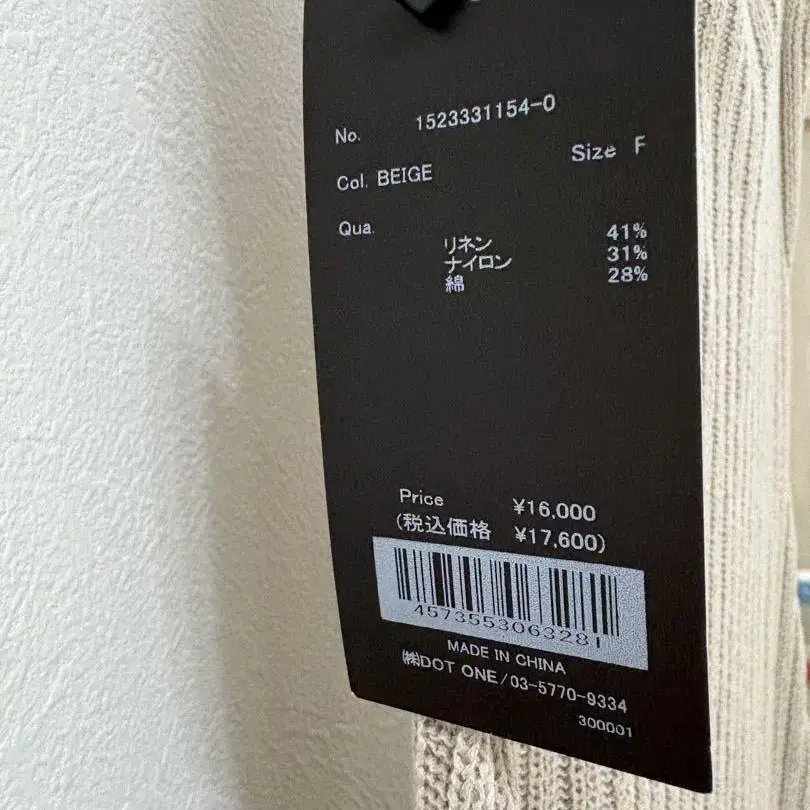 No. 1523331154-0
Col. BEIGE Size F
Qua. リネン 41%
ナイロン 31%
綿 28%
Price ¥16,000
(税込価格 ¥17,600)
4573553063281
MADE IN CHINA
㈱DOT ONE/03-5770-9334
300001